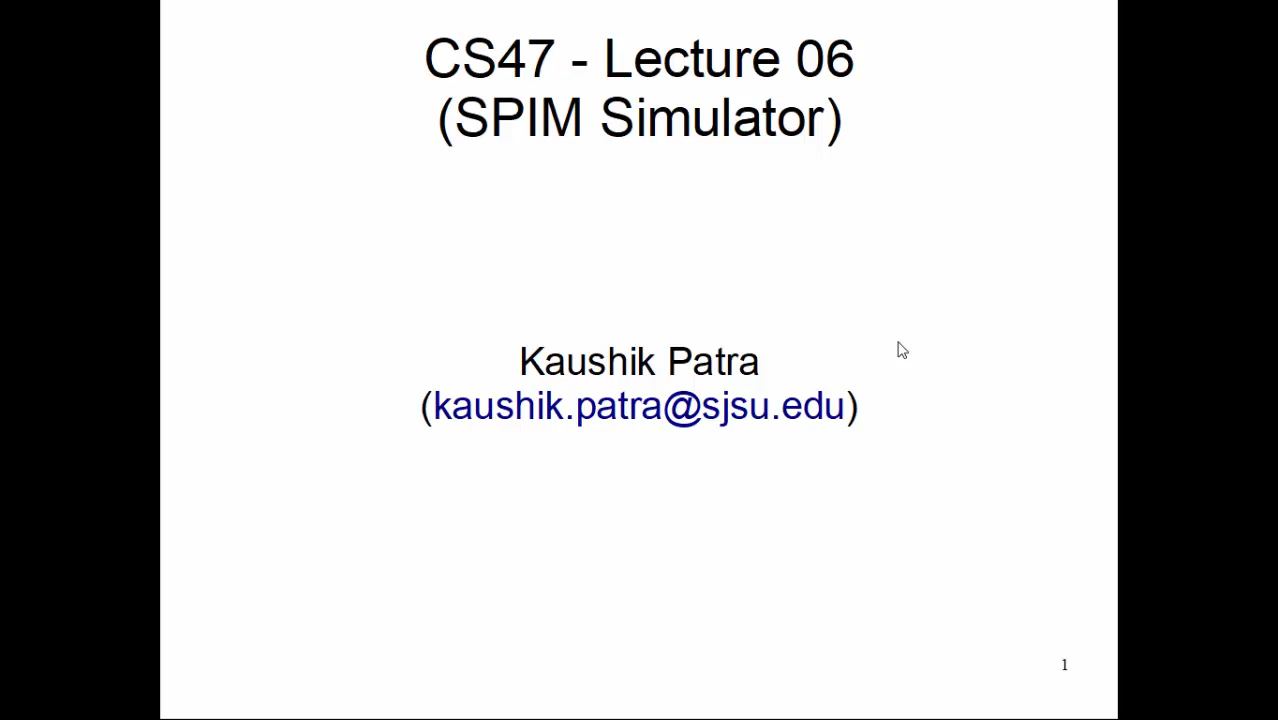 CS47 - Lecture 06
(SPIM Simulator)
Kaushik Patra
(kaushik.patra@sjsu.edu)
1